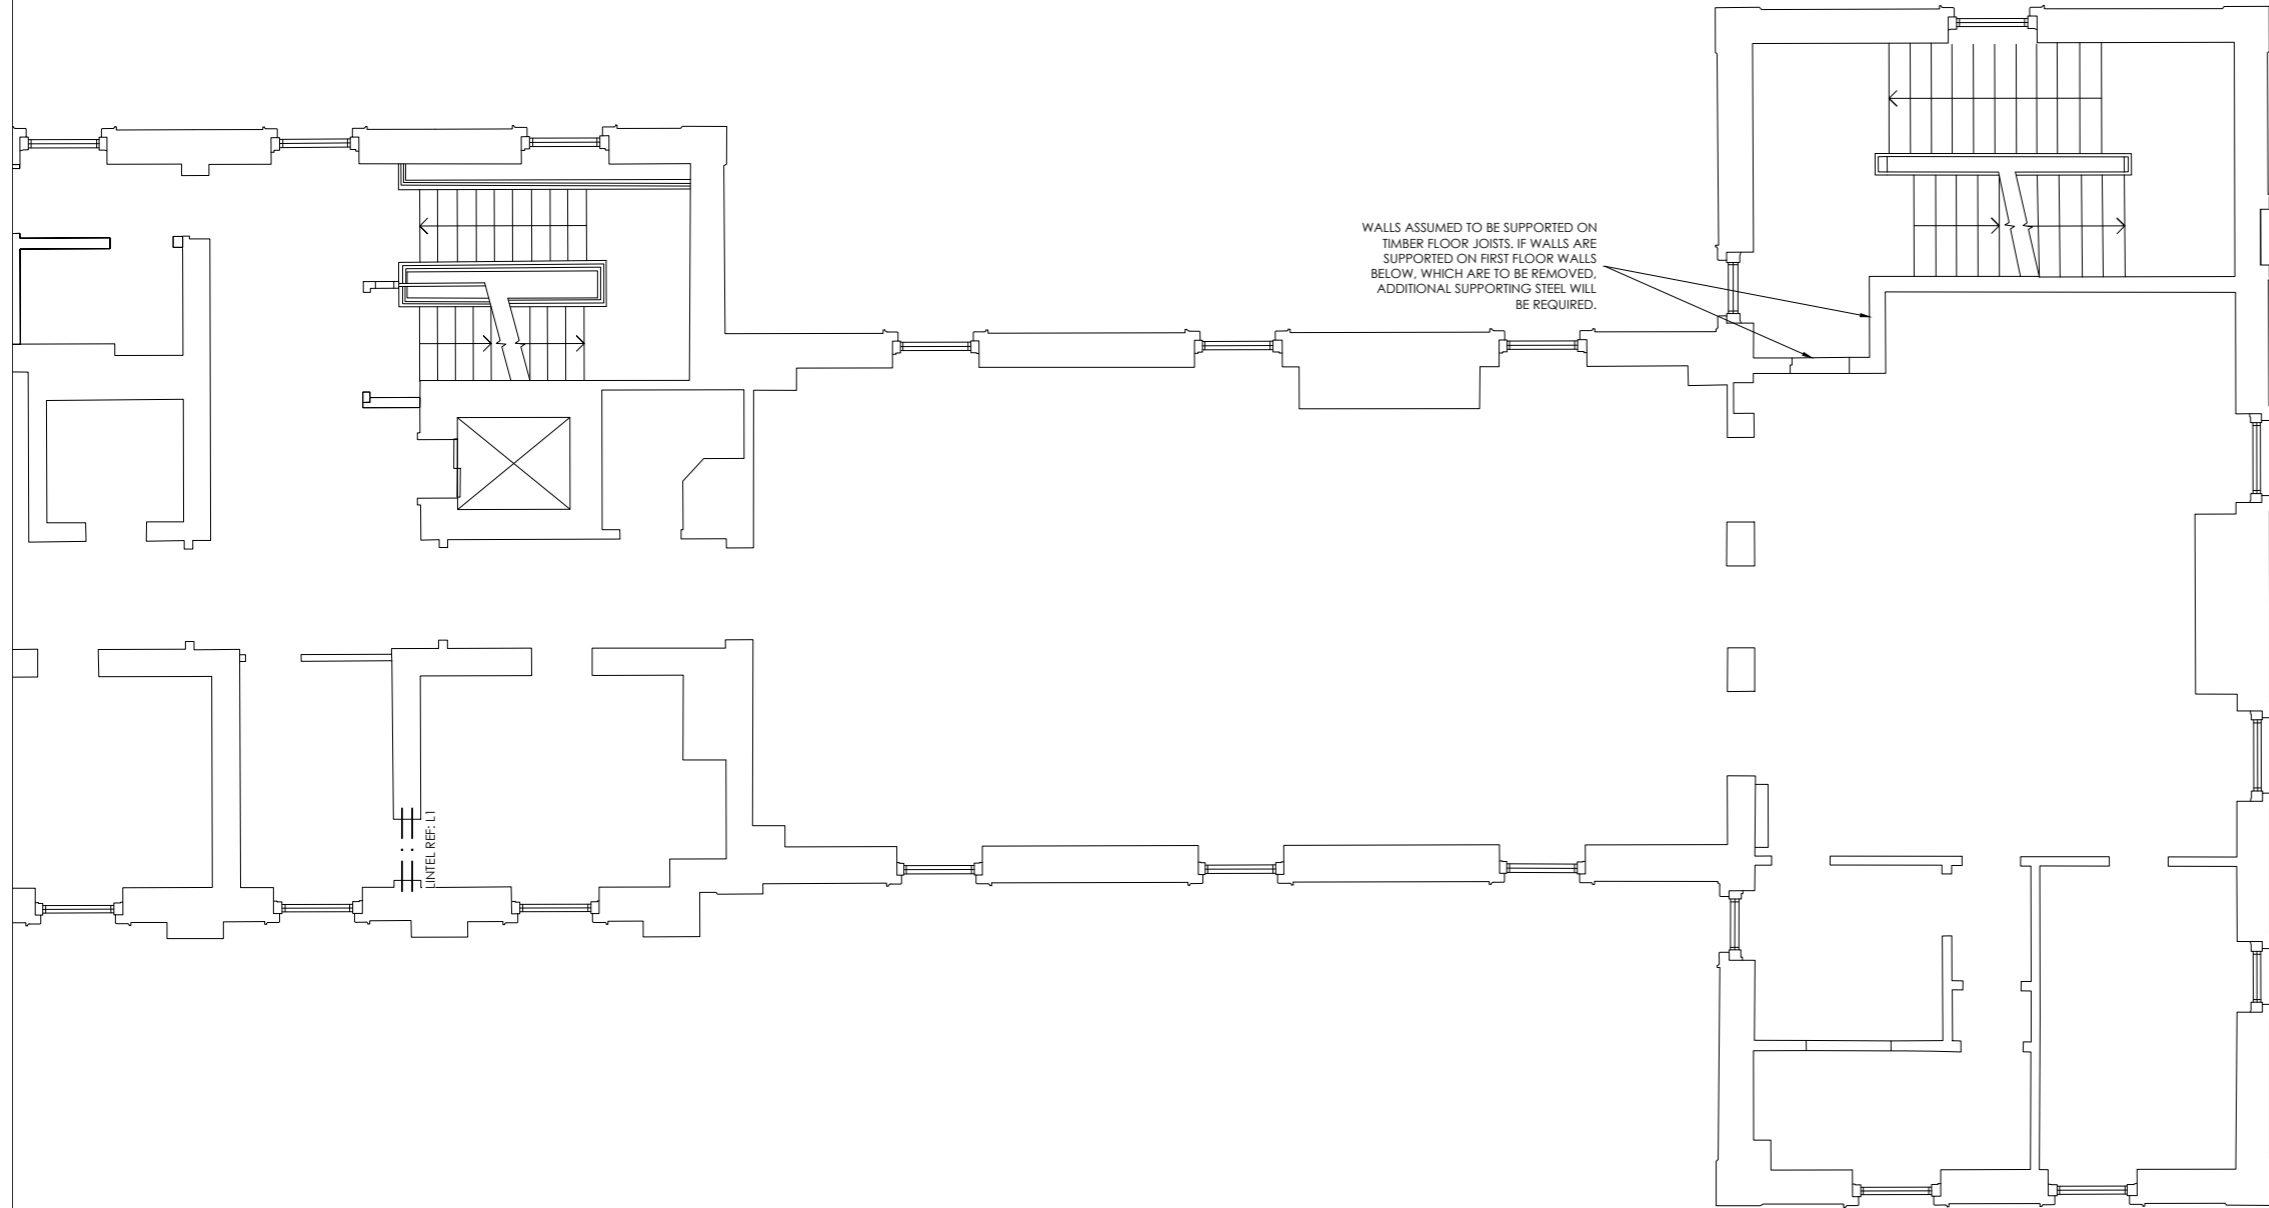 WALLS ASSUMED TO BE SUPPORTED ON
TIMBER FLOOR JOISTS. IF WALLS ARE
SUPPORTED ON FIRST FLOOR WALLS
BELOW, WHICH ARE TO BE REMOVED,
ADDITIONAL SUPPORTING STEEL WILL
BE REQUIRED.
LINTEL REF: L1